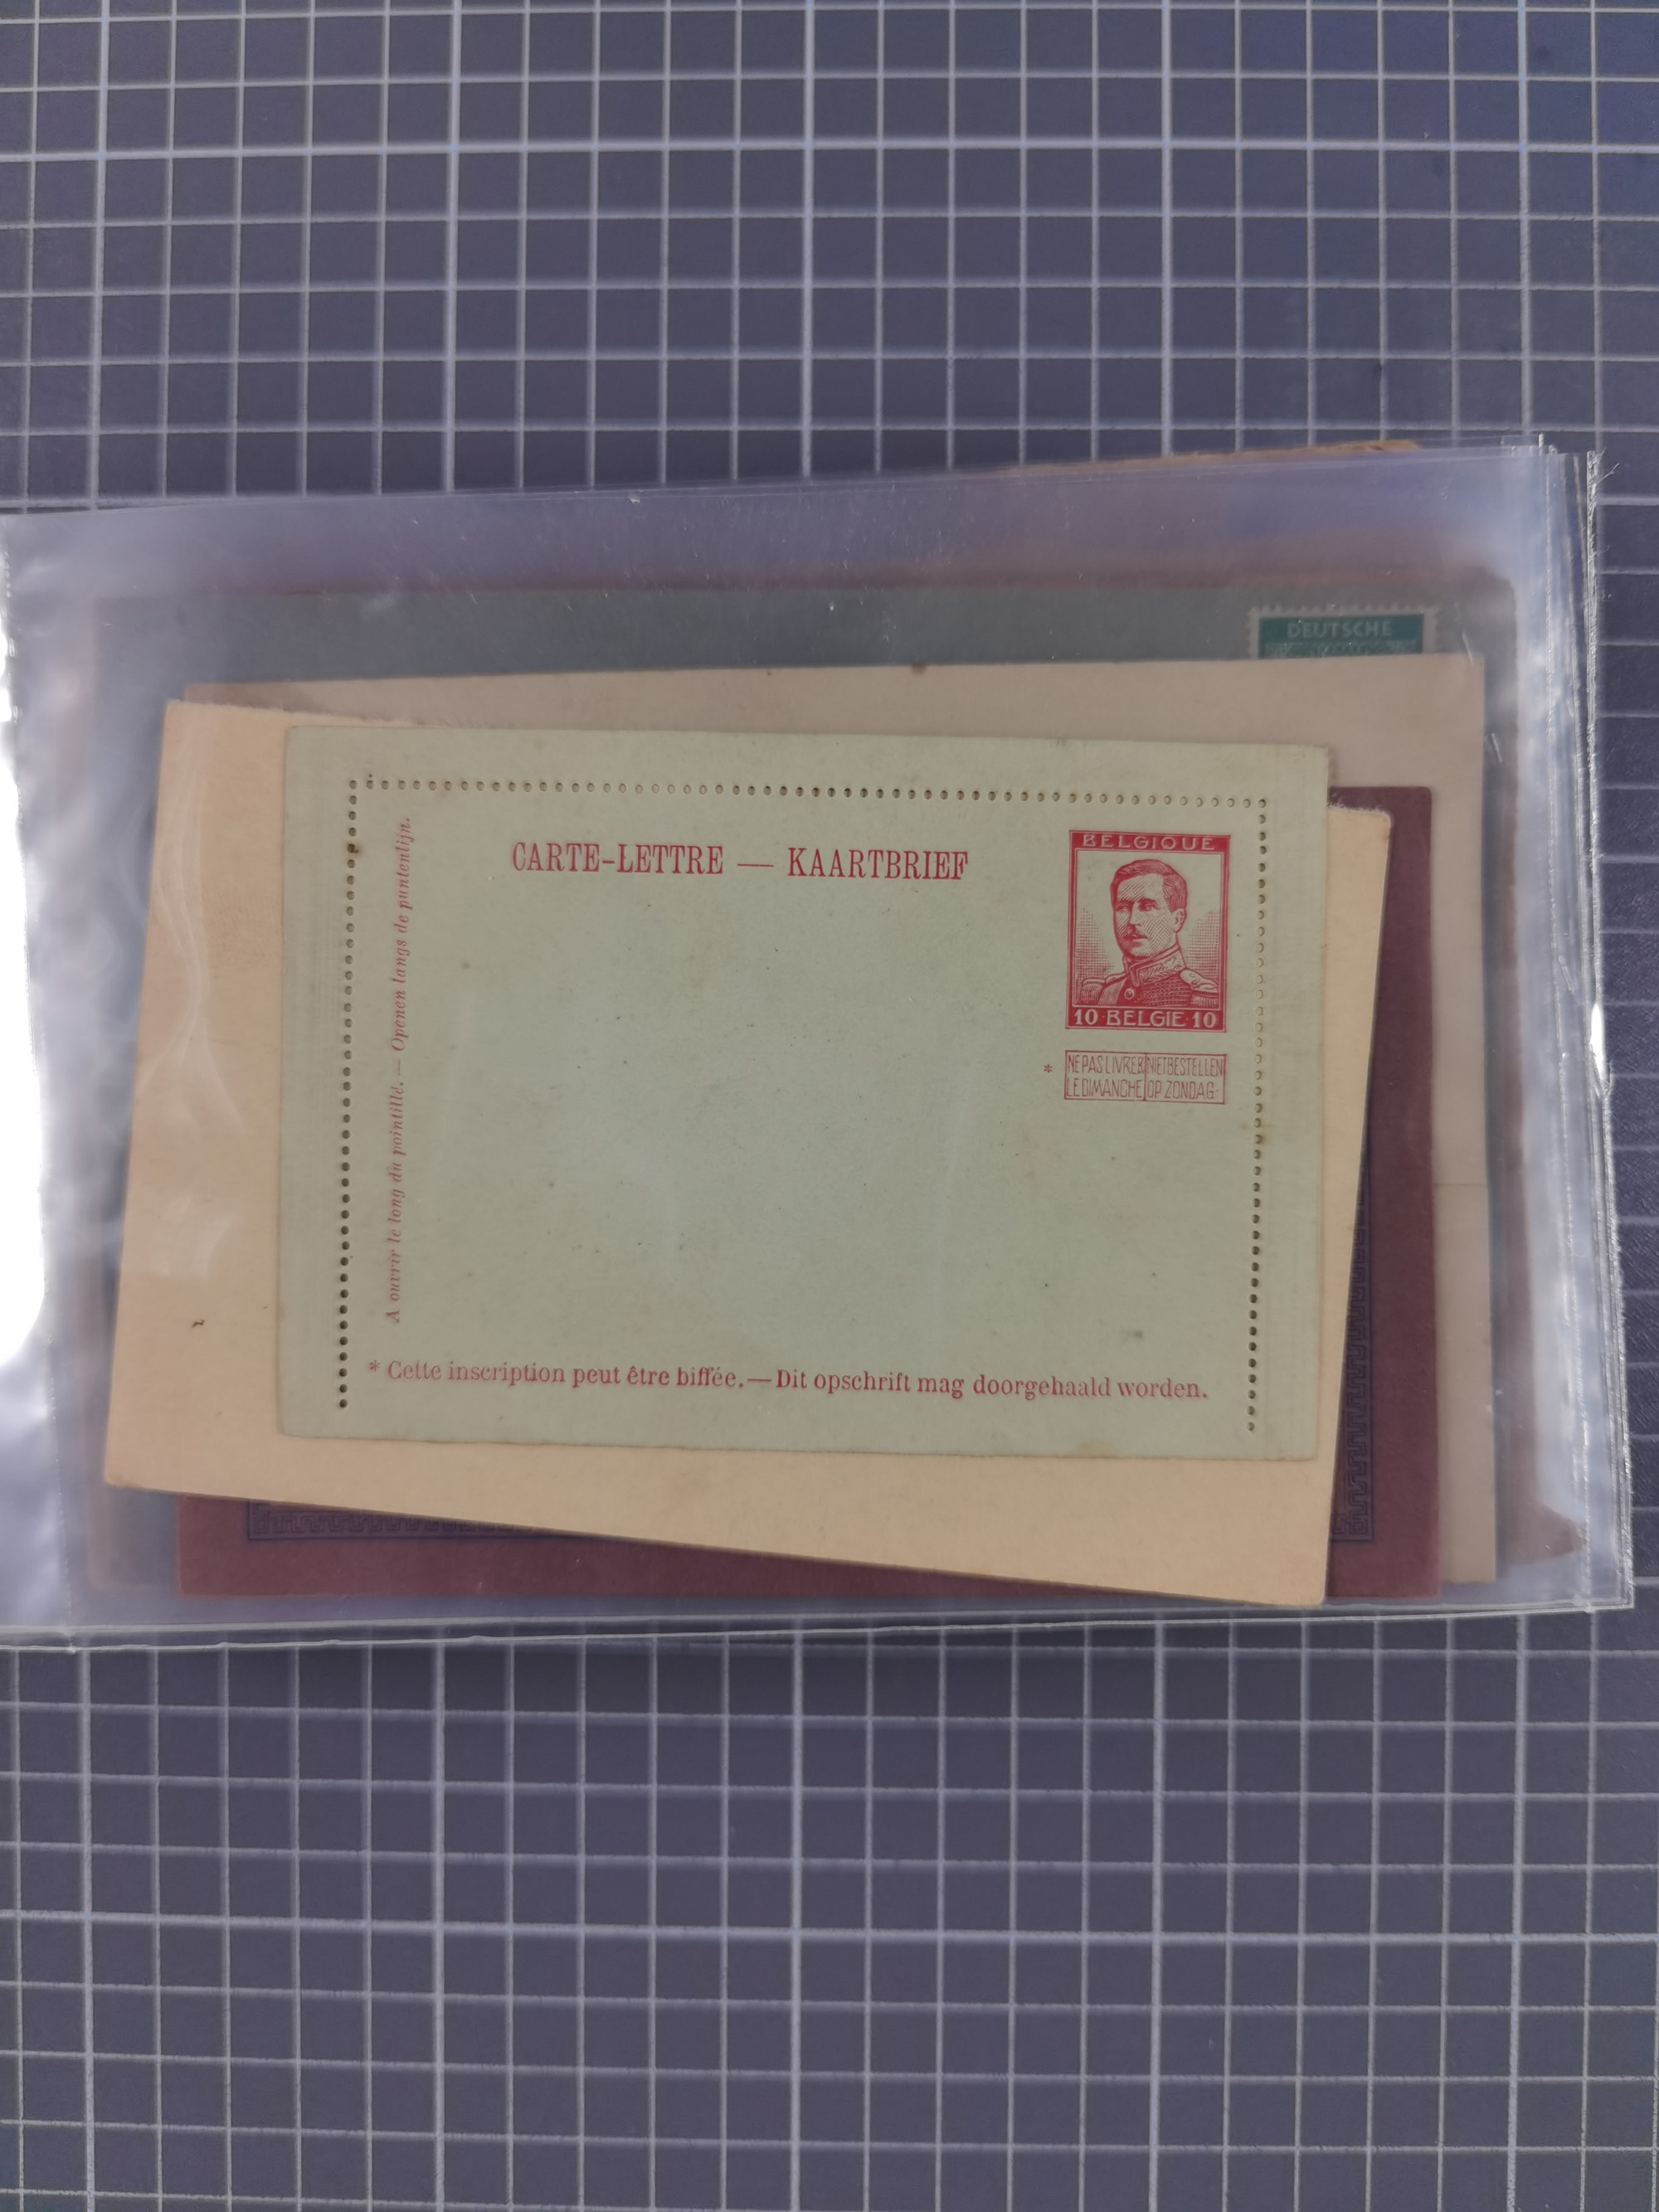 DEUTSCHE
CARTE-LETTRE — KAARTBRIEF
BELGIQUE
10 BELGIE 10
* NE PAS LIVRER NIET BESTELLEN
LE DIMANCHE OP ZONDAG
A ouvrir le long du pointillé. — Openen langs de puntenlijn.
* Cette inscription peut être biffée. — Dit opschrift mag doorgehaald worden.